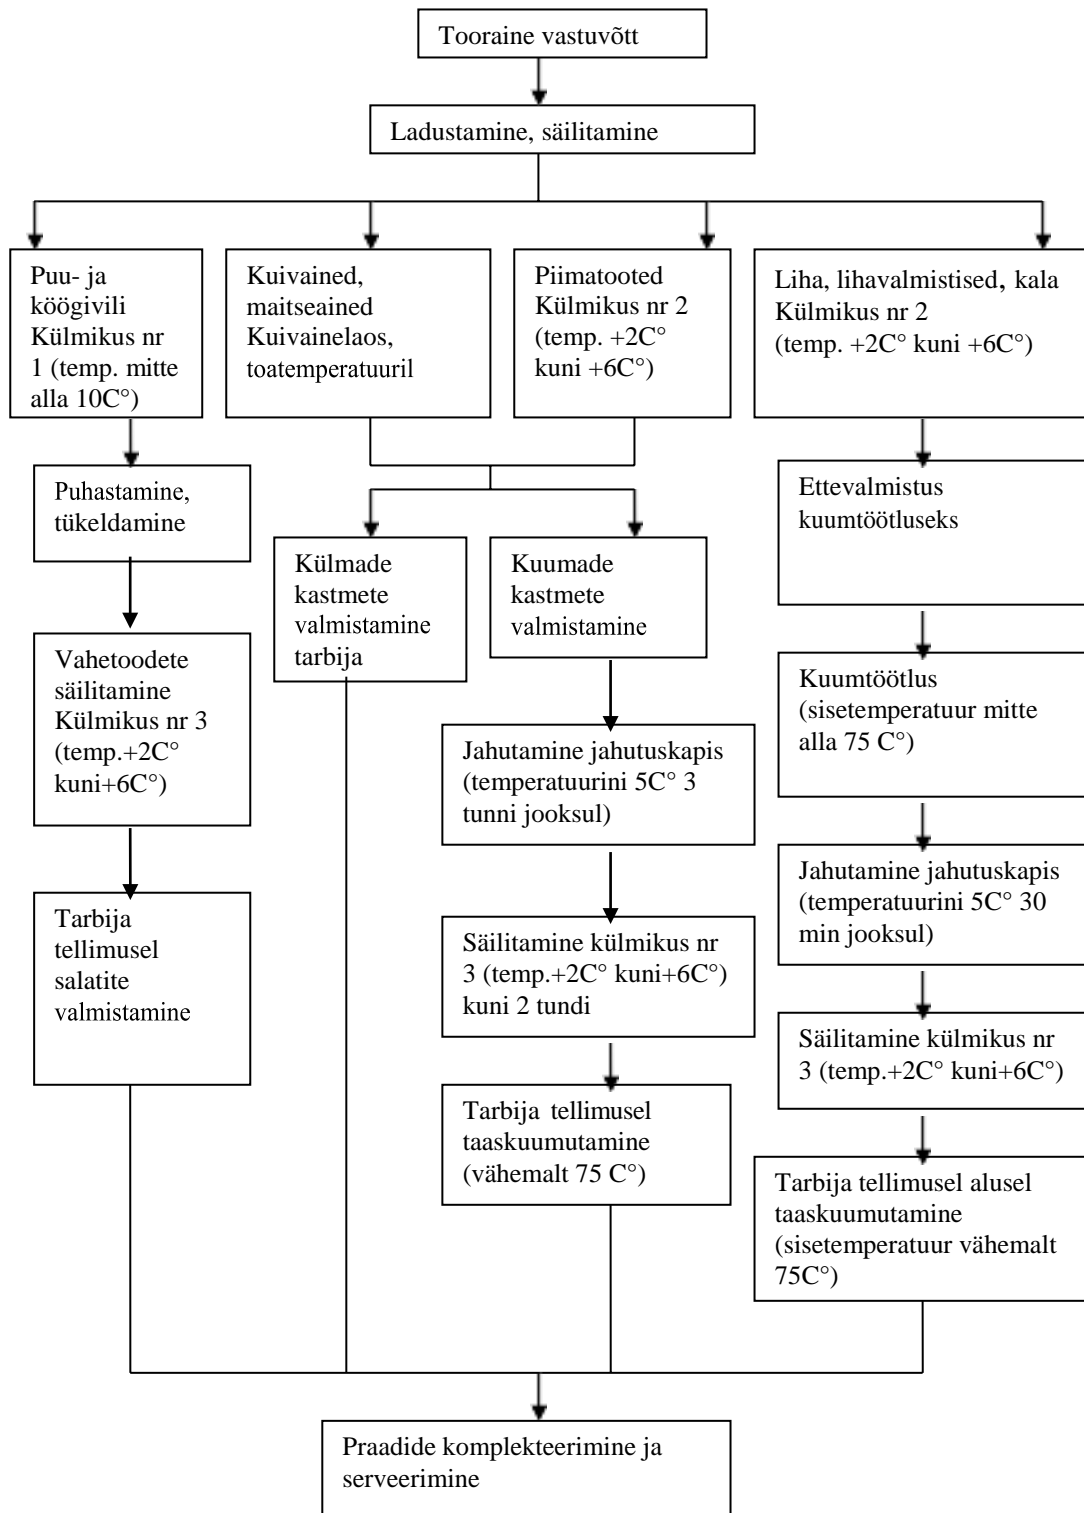 Tooraine vastuvõtt
Ladustamine, säilitamine
Puu- ja
köögivili
Külmikus nr
1 (temp. mitte
alla 10C°)
Kuivained,
maitseained
Kuivainelaos,
toatemperatuuril
Piimatooted
Külmikus nr 2
(temp. +2C°
kuni +6C°)
Liha, lihavalmistised, kala
Külmikus nr 2
(temp. +2C° kuni +6C°)
Puhastamine,
tükeldamine
Ettevalmistus
kuumtöötluseks
Külmade
kastmete
valmistamine
tarbija
Kuumade
kastmete
valmistamine
Vahetoodete
säilitamine
Külmikus nr 3
(temp.+2C°
kuni+6C°)
Kuumtöötlus
(sisetemperatuur mitte
alla 75 C°)
Jahutamine jahutuskapis
(temperatuurini 5C° 3
tunni jooksul)
Jahutamine jahutuskapis
(temperatuurini 5C° 30
min jooksul)
Tarbija
tellimusel
salatite
valmistamine
Säilitamine külmikus nr
3 (temp.+2C° kuni+6C°)
kuni 2 tundi
Säilitamine külmikus nr
3 (temp.+2C° kuni+6C°)
Tarbija tellimusel
taaskuumutamine
(vähemalt 75 C°)
Tarbija tellimusel alusel
taaskuumutamine
(sisetemperatuur vähemalt
75C°)
Praadide komplekteerimine ja
serveerimine